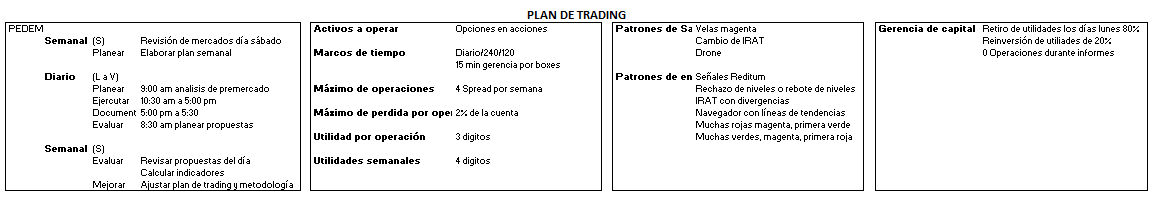 PLAN DE TRADING
PEDEM
Semanal (S) Revisión de mercados día sábado
Planear Elaborar plan semanal
Diario (L a V)
Planear 9:00 am analisis de premercado
Ejecutar 10:30 am a 5:00 pm
Document 5:00 pm a 5:30
Evaluar 8:30 am planear propuestas
Semanal (S)
Evaluar Revisar propuestas del día
Calcular indicadores
Mejorar Ajustar plan de trading y metodología
Activos a operar Opciones en acciones
Marcos de tiempo Diario/240/120
15 min gerencia por boxes
Máximo de operaciones 4 Spread por semana
Máximo de perdida por oper 2% de la cuenta
Utilidad por operación 3 digitos
Utilidades semanales 4 digitos
Patrones de Sa Velas magenta
Cambio de IRAT
Drone
Patrones de en Señales Reditum
Rechazo de niveles o rebote de niveles
IRAT con divergencias
Navegador con líneas de tendencias
Muchas rojas magenta, primera verde
Muchas verdes, magenta, primera roja
Gerencia de capital Retiro de utilidades los días lunes 80%
Reinversión de utiliades de 20%
0 Operaciones durante informes